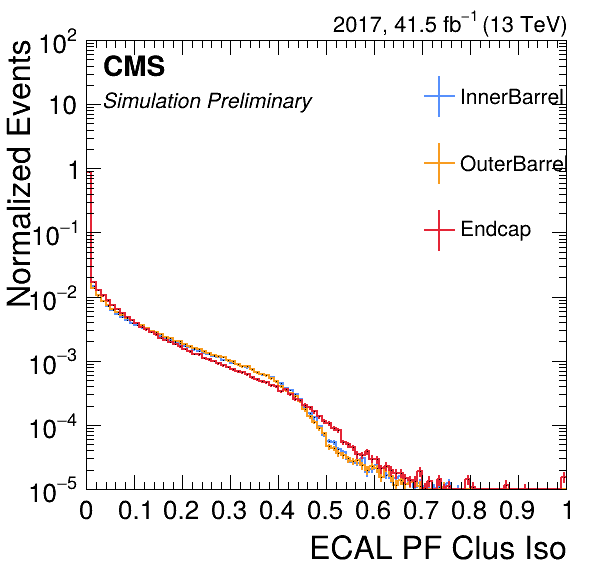 2017, 41.5 fb⁻¹ (13 TeV)
CMS
Simulation Preliminary
InnerBarrel
OuterBarrel
Endcap
Normalized Events
10²
10
1
10⁻¹
10⁻²
10⁻³
10⁻⁴
10⁻⁵
0 0.1 0.2 0.3 0.4 0.5 0.6 0.7 0.8 0.9 1
ECAL PF Clus Iso